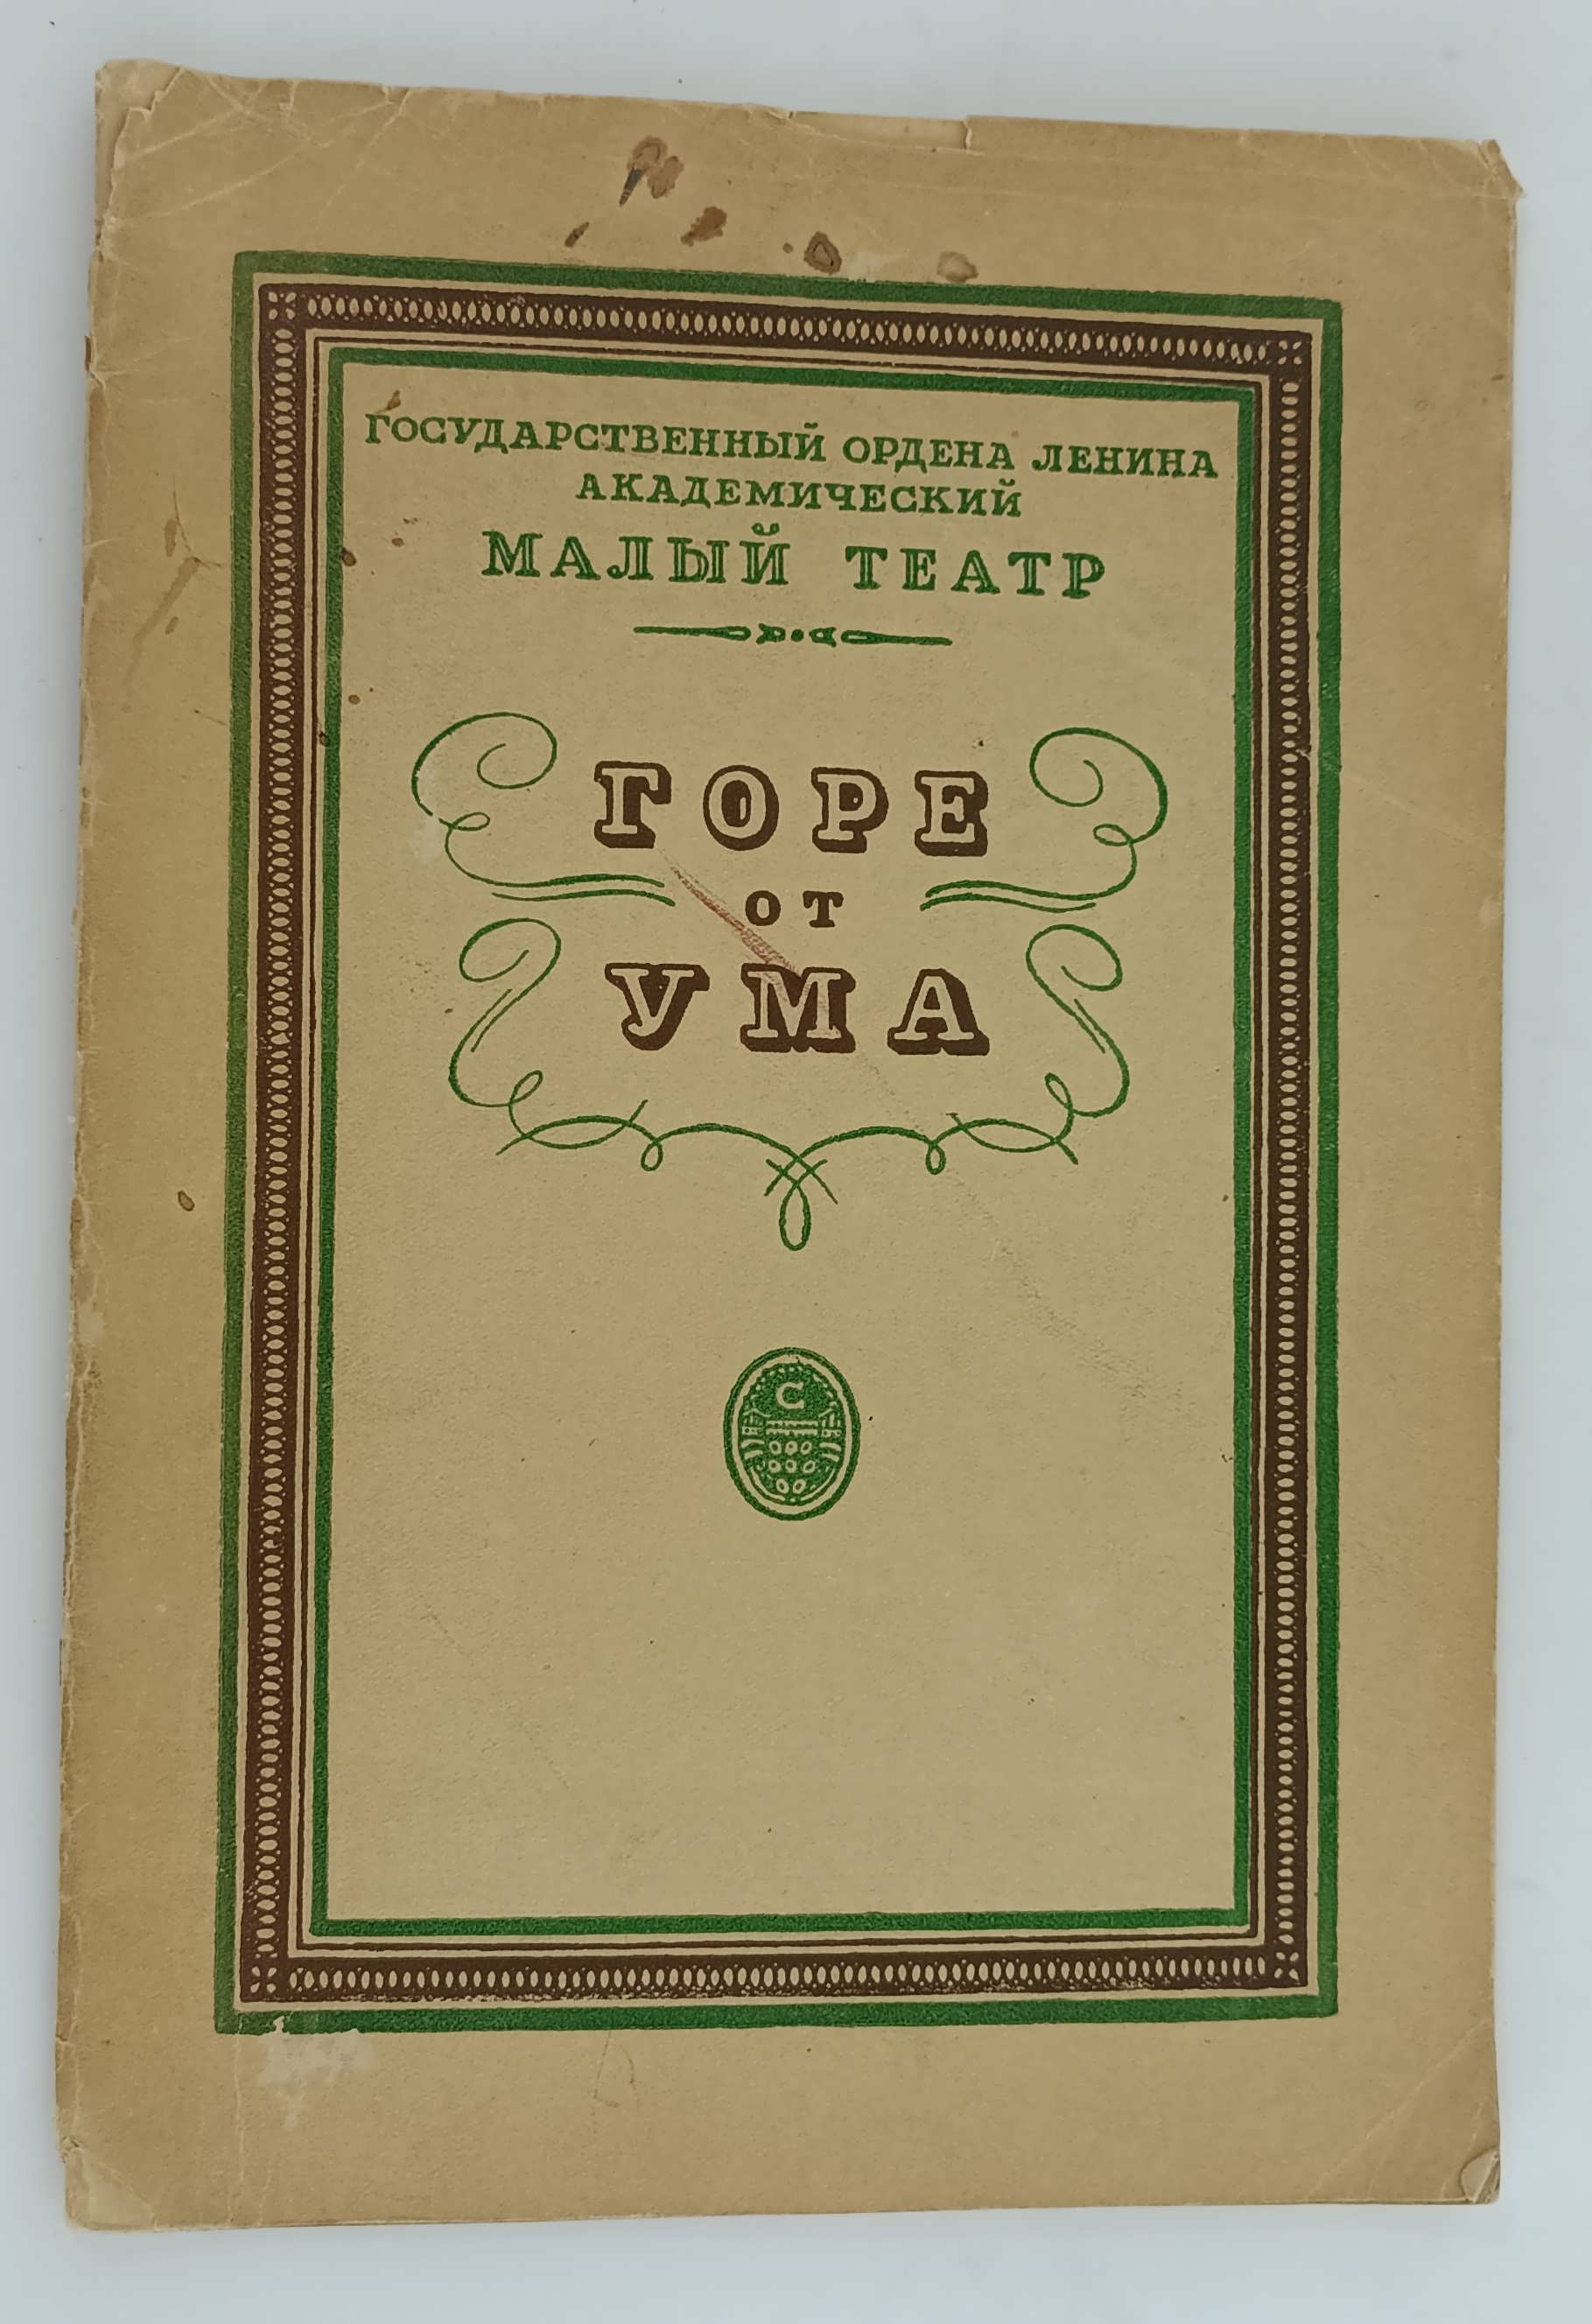 ГОСУДАРСТВЕННЫЙ ОРДЕНА ЛЕНИНА
АКАДЕМИЧЕСКИЙ
МАЛЫЙ ТЕАТР
ГОРЕ
ОТ
УМА
С